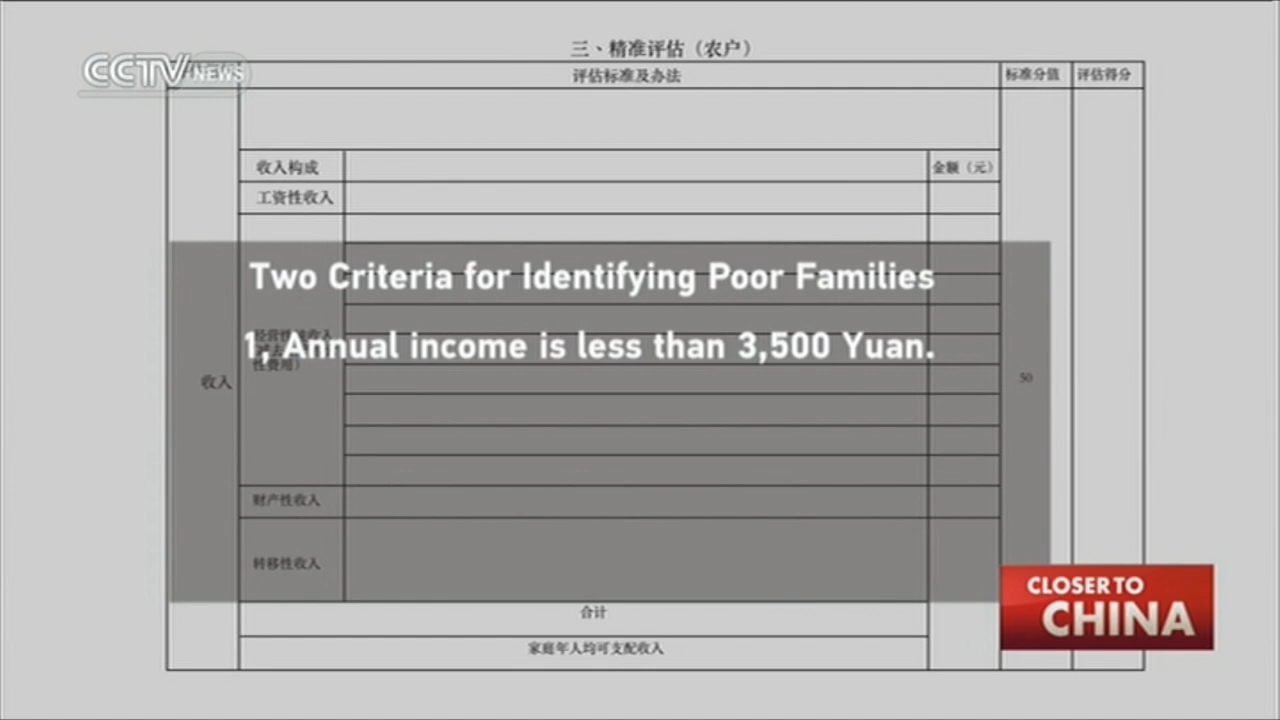 三、精准评估（农户）
CCTV NEWS
评估标准及办法
标准分值
评估得分
收入构成
金额（元）
工资性收入
Two Criteria for Identifying Poor Families
1, Annual income is less than 3,500 Yuan.
性费用）
收入
50
财产性收入
转移性收入
CLOSER TO
CHINA
合计
家庭年人均可支配收入